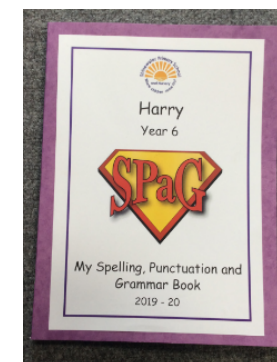 Harry
Year 6
SPaG
My Spelling, Punctuation and
Grammar Book
2019 - 20